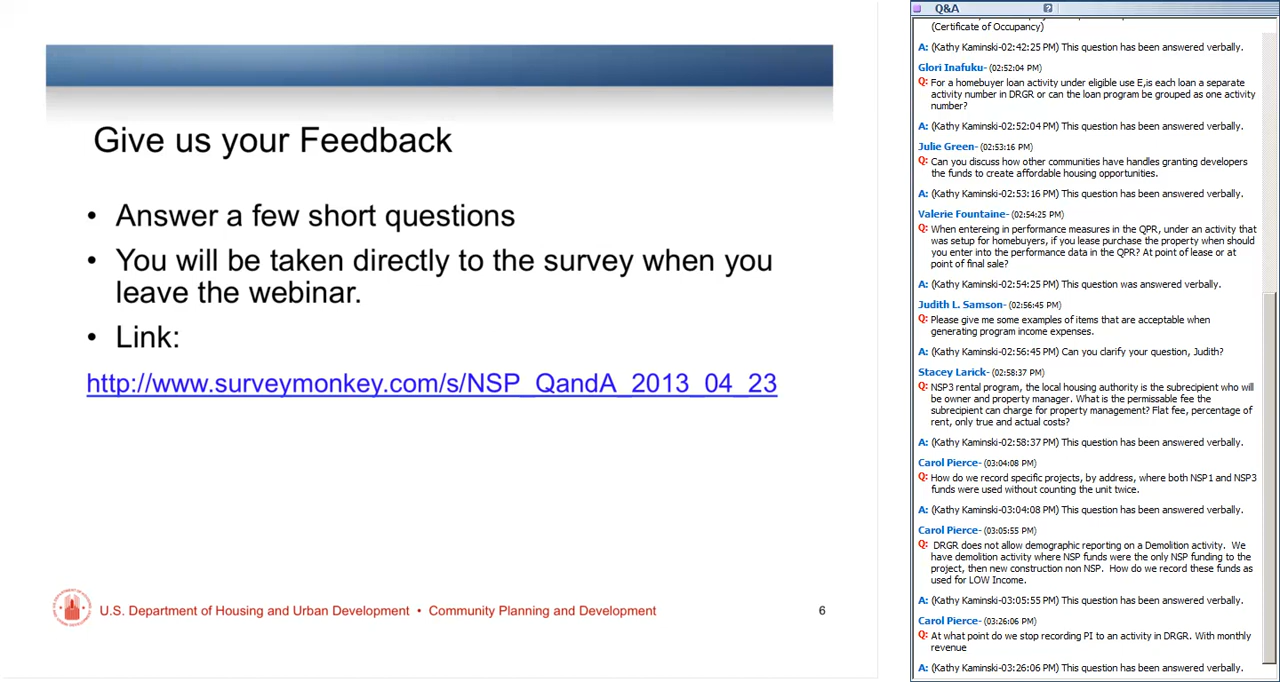 Give us your Feedback
• Answer a few short questions
• You will be taken directly to the survey when you
leave the webinar.
• Link:
http://www.surveymonkey.com/s/NSP_QandA_2013_04_23
U.S. Department of Housing and Urban Development • Community Planning and Development
6
Q&A
(Certificate of Occupancy)
A: (Kathy Kaminski-02:42:25 PM) This question has been answered verbally.
Glori Inafuku- (02:52:04 PM)
Q: For a homebuyer loan activity under eligible use E,is each loan a separate
activity number in DRGR or can the loan program be grouped as one activity
number?
A: (Kathy Kaminski-02:52:04 PM) This question has been answered verbally.
Julie Green- (02:53:16 PM)
Q: Can you discuss how other communities have handles granting developers
the funds to create affordable housing opportunities.
A: (Kathy Kaminski-02:53:16 PM) This question has been answered verbally.
Valerie Fountaine- (02:54:25 PM)
Q: When entereing in performance measures in the QPR, under an activity that
was setup for homebuyers, if you lease purchase the property when should
you enter into the performance data in the QPR? At point of lease or at
point of final sale?
A: (Kathy Kaminski-02:54:25 PM) This question was answered verbally.
Judith L. Samson- (02:56:45 PM)
Q: Please give me some examples of items that are acceptable when
generating program income expenses.
A: (Kathy Kaminski-02:56:45 PM) Can you clarify your question, Judith?
Stacey Larick- (02:58:37 PM)
Q: NSP3 rental program, the local housing authority is the subrecipient who will
be owner and property manager. What is the permissable fee the
subrecipient can charge for property management? Flat fee, percentage of
rent, only true and actual costs?
A: (Kathy Kaminski-02:58:37 PM) This question has been answered verbally.
Carol Pierce- (03:04:08 PM)
Q: How do we record specific projects, by address, where both NSP1 and NSP3
funds were used without counting the unit twice.
A: (Kathy Kaminski-03:04:08 PM) This question has been answered verbally.
Carol Pierce- (03:05:55 PM)
Q: DRGR does not allow demographic reporting on a Demolition activity. We
have demolition activity where NSP funds were the only NSP funding to the
project, then new construction non NSP. How do we record these funds as
used for LOW Income.
A: (Kathy Kaminski-03:05:55 PM) This question has been answered verbally.
Carol Pierce- (03:26:06 PM)
Q: At what point do we stop recording PI to an activity in DRGR. With monthly
revenue
A: (Kathy Kaminski-03:26:06 PM) This question has been answered verbally.